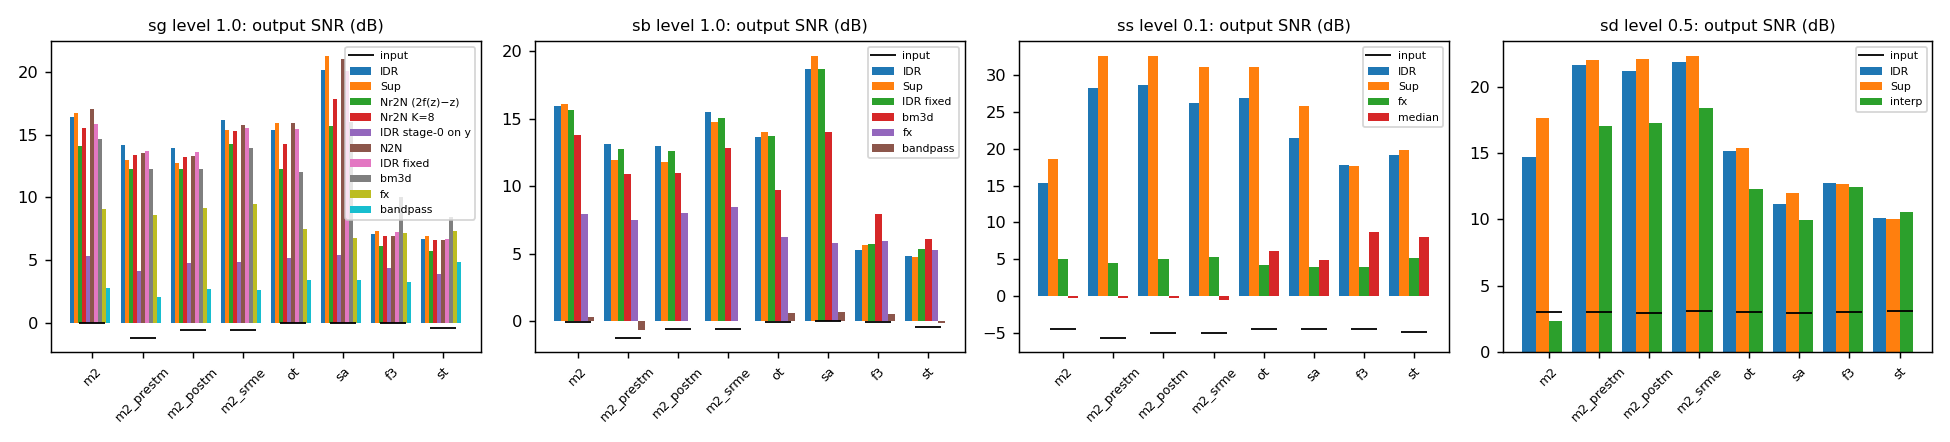 sg level 1.0: output SNR (dB)
20
15
10
5
0
input
IDR
Sup
Nr2N (2f(z)−z)
Nr2N K=8
IDR stage-0 on y
N2N
IDR fixed
bm3d
fx
bandpass
m2
m2_prestm
m2_postm
m2_srme
ot
sa
f3
st
sb level 1.0: output SNR (dB)
20
15
10
5
0
input
IDR
Sup
IDR fixed
bm3d
fx
bandpass
m2
m2_prestm
m2_postm
m2_srme
ot
sa
f3
st
ss level 0.1: output SNR (dB)
30
25
20
15
10
5
0
−5
input
IDR
Sup
fx
median
m2
m2_prestm
m2_postm
m2_srme
ot
sa
f3
st
sd level 0.5: output SNR (dB)
20
15
10
5
0
input
IDR
Sup
interp
m2
m2_prestm
m2_postm
m2_srme
ot
sa
f3
st